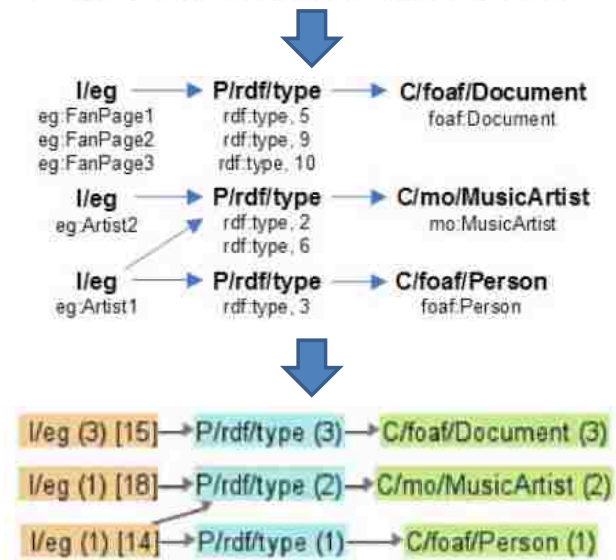 I/eg P/rdf/type C/foaf/Document
eg:FanPage1 rdf:type, 5 foaf:Document
eg:FanPage2 rdf:type, 9
eg:FanPage3 rdf:type, 10
I/eg P/rdf/type C/mo/MusicArtist
eg:Artist2 rdf:type, 2 mo:MusicArtist
rdf:type, 6
I/eg P/rdf/type C/foaf/Person
eg:Artist1 rdf:type, 3 foaf:Person
I/eg (3) [15] P/rdf/type (3) C/foaf/Document (3)
I/eg (1) [18] P/rdf/type (2) C/mo/MusicArtist (2)
I/eg (1) [14] P/rdf/type (1) C/foaf/Person (1)